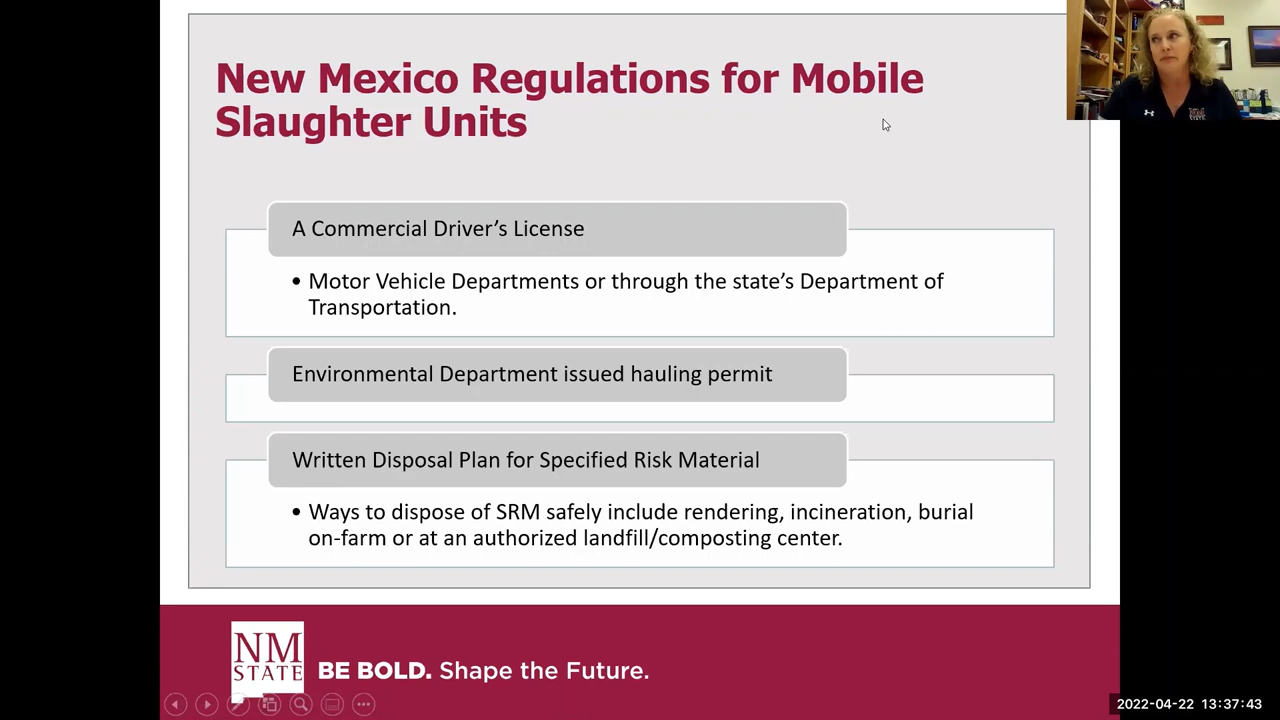 New Mexico Regulations for Mobile
Slaughter Units
A Commercial Driver's License
• Motor Vehicle Departments or through the state's Department of
Transportation.
Environmental Department issued hauling permit
Written Disposal Plan for Specified Risk Material
• Ways to dispose of SRM safely include rendering, incineration, burial
on-farm or at an authorized landfill/composting center.
NM
STATE
BE BOLD. Shape the Future.
2022-04-22 13:37:43